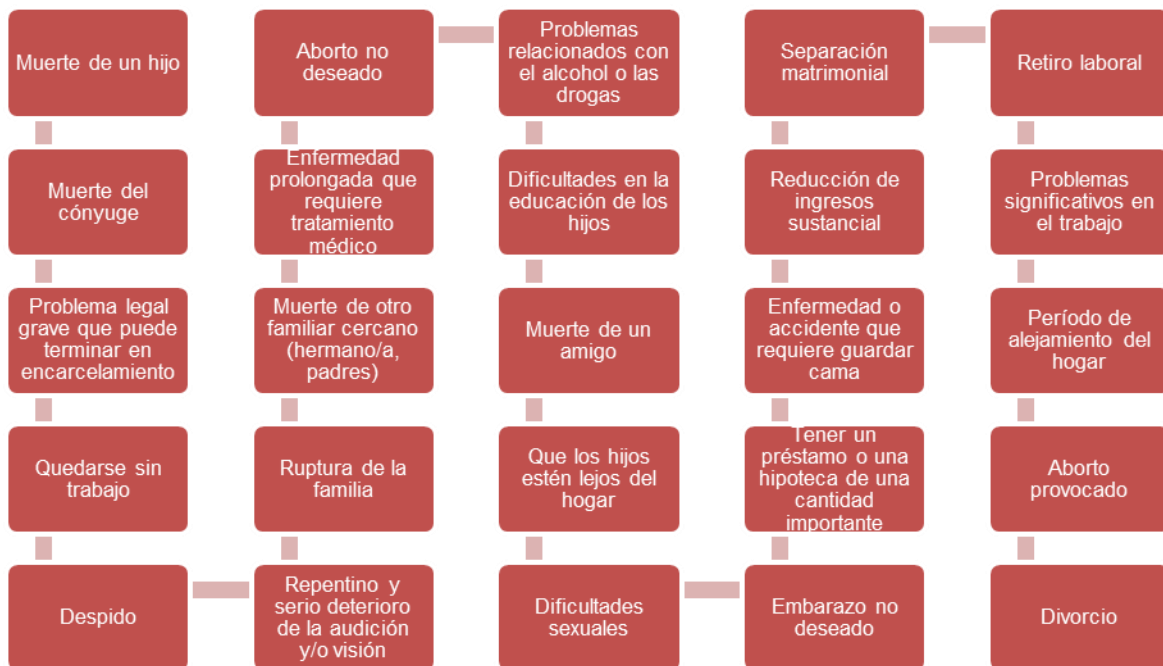 Muerte de un hijo
Muerte del
cónyuge
Problema legal
grave que puede
terminar en
encarcelamiento
Quedarse sin
trabajo
Despido
Repentino y
serio deterioro
de la audición
y/o visión
Ruptura de la
familia
Muerte de otro
familiar cercano
(hermano/a,
padres)
Enfermedad
prolongada que
requiere
tratamiento
médico
Aborto no
deseado
Problemas
relacionados con
el alcohol o las
drogas
Dificultades en la
educación de los
hijos
Muerte de un
amigo
Que los hijos
estén lejos del
hogar
Dificultades
sexuales
Embarazo no
deseado
Tener un
préstamo o una
hipoteca de una
cantidad
importante
Enfermedad o
accidente que
requiere guardar
cama
Reducción de
ingresos
sustancial
Separación
matrimonial
Retiro laboral
Problemas
significativos en
el trabajo
Período de
alejamiento del
hogar
Aborto
provocado
Divorcio